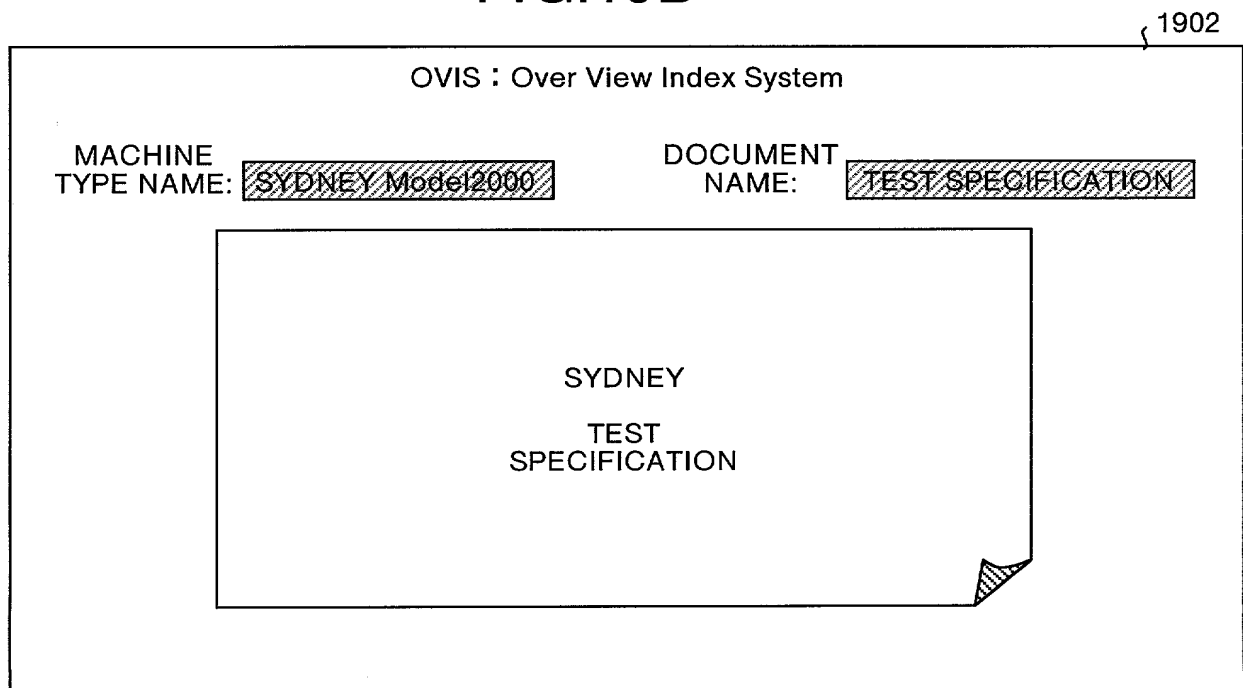 1902
OVIS : Over View Index System
MACHINE
TYPE NAME: SYDNEY Model2000
DOCUMENT
NAME: TEST SPECIFICATION
SYDNEY
TEST
SPECIFICATION